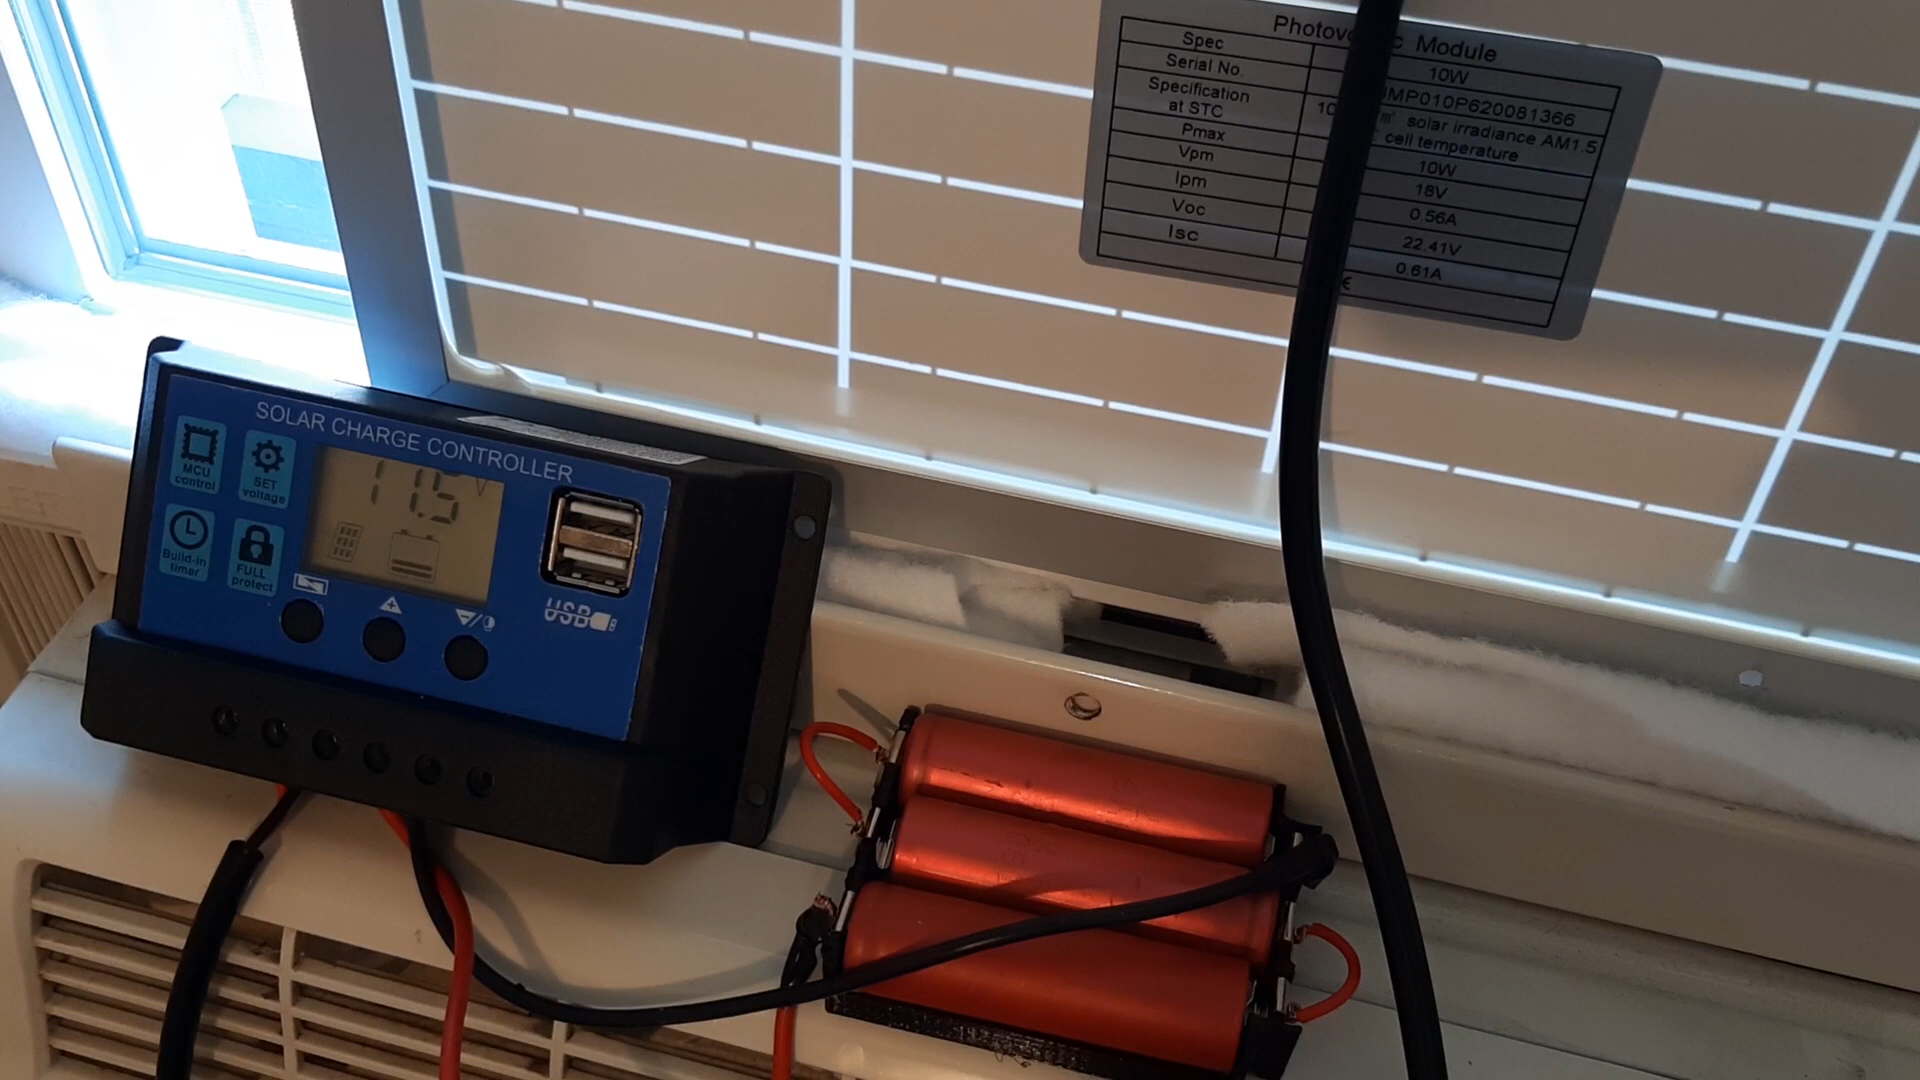 Photov c Module
Spec 10W
Serial No. MP010P620081366
Specification at STC 10 ㎡ solar irradiance AM1.5
cell temperature
Pmax 10W
Vpm 18V
Ipm 0.56A
Voc 22.41V
Isc 0.61A
SOLAR CHARGE CONTROLLER
MCU control
SET voltage
Build-in timer
FULL protect
11.5 V
USB